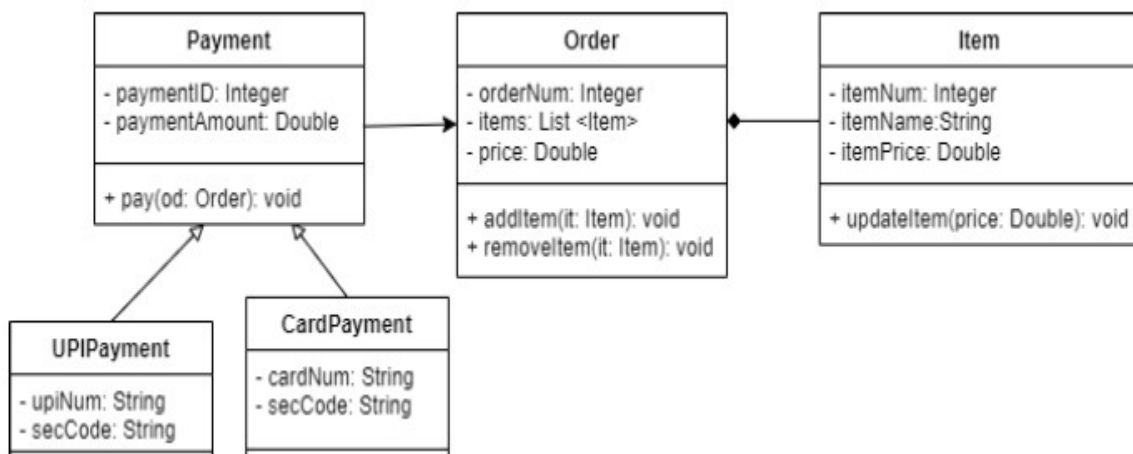 Payment
- paymentID: Integer
- paymentAmount: Double
+ pay(od: Order): void
Order
- orderNum: Integer
- items: List <Item>
- price: Double
+ addItem(it: Item): void
+ removeItem(it: Item): void
Item
- itemNum: Integer
- itemName:String
- itemPrice: Double
+ updateItem(price: Double): void
UPIPayment
- upiNum: String
- secCode: String
CardPayment
- cardNum: String
- secCode: String